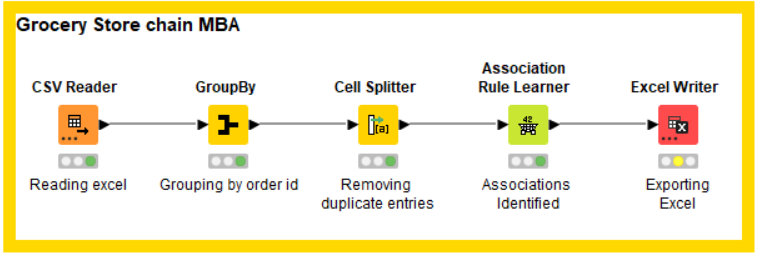 Grocery Store chain MBA
CSV Reader
GroupBy
Cell Splitter
Association
Rule Learner
Excel Writer
[a]
42
X
Reading excel
Grouping by order id
Removing
duplicate entries
Associations
Identified
Exporting
Excel